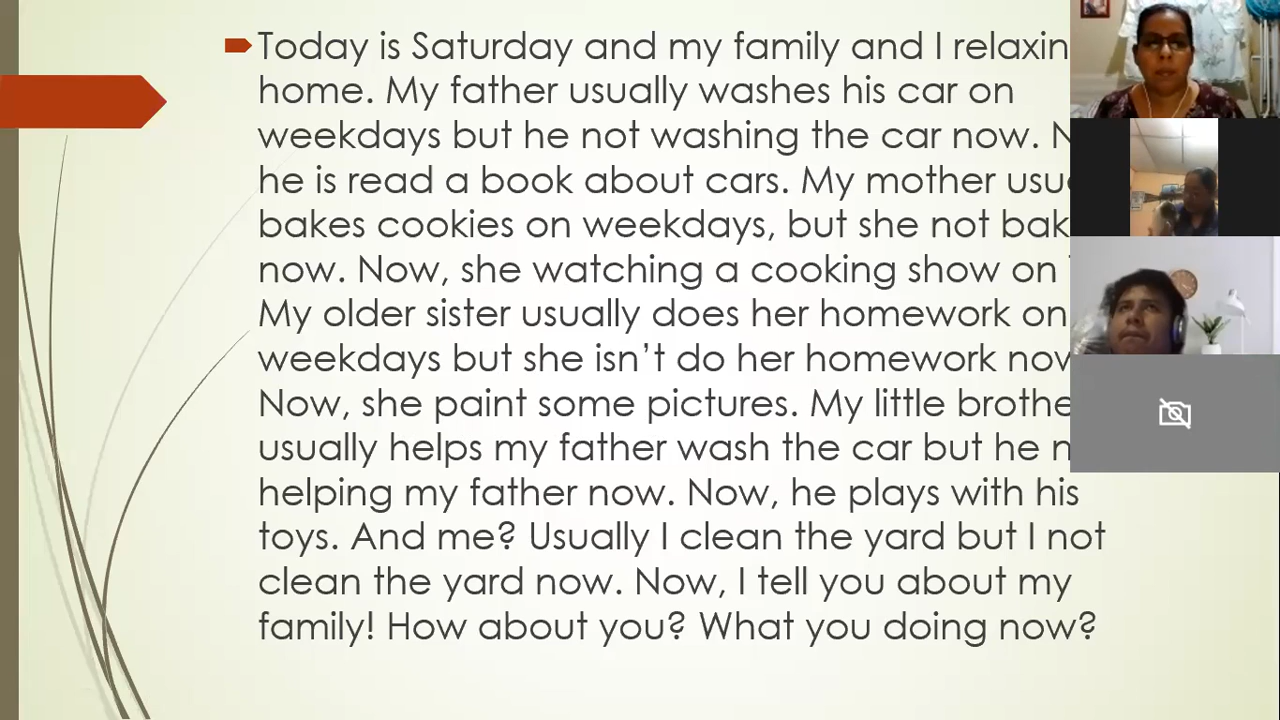 Today is Saturday and my family and I
home. My father usually washes his car on
weekdays but he not washing the car now.
he is read a book about cars. My mother
bakes cookies on weekdays, but she not
now. Now, she watching a cooking show on
My older sister usually does her homework on
weekdays but she isn’t do her homework
Now, she paint some pictures. My little
usually helps my father wash the car but he
helping my father now. Now, he plays with his
toys. And me? Usually I clean the yard but I not
clean the yard now. Now, I tell you about my
family! How about you? What you doing now?